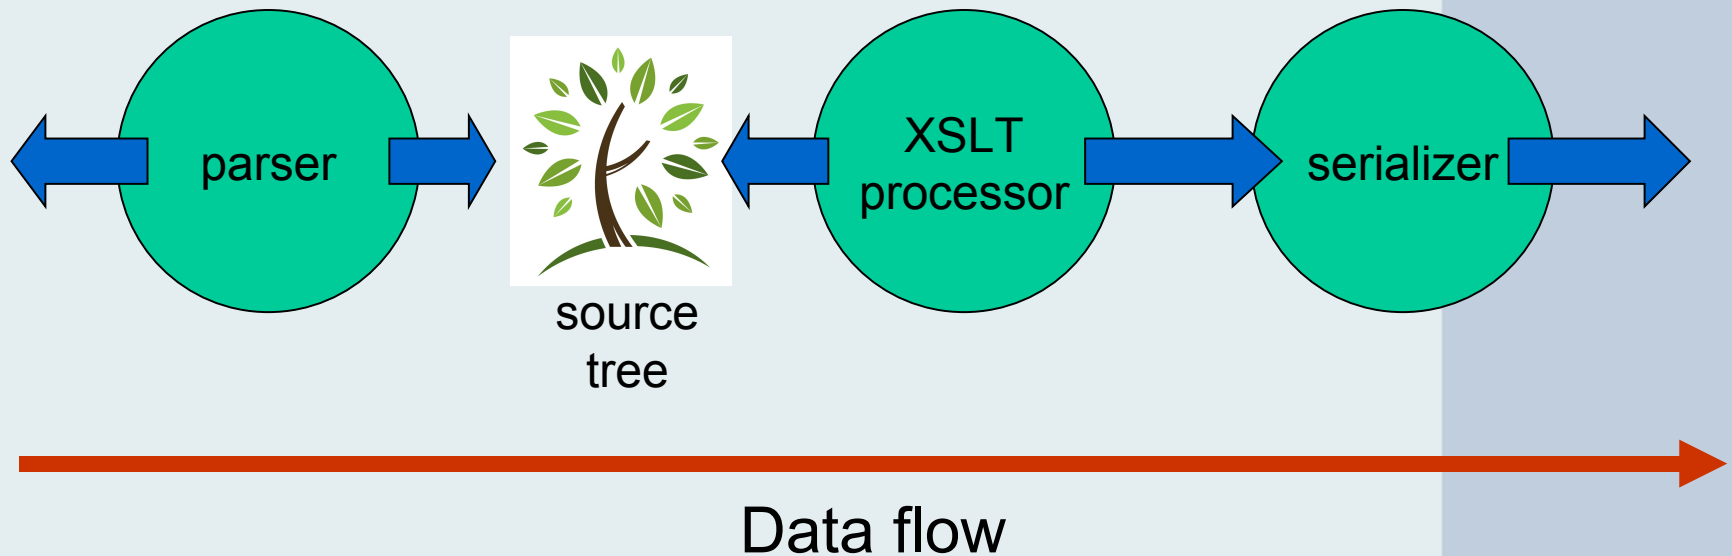 parser
source
tree
XSLT
processor
serializer
Data flow